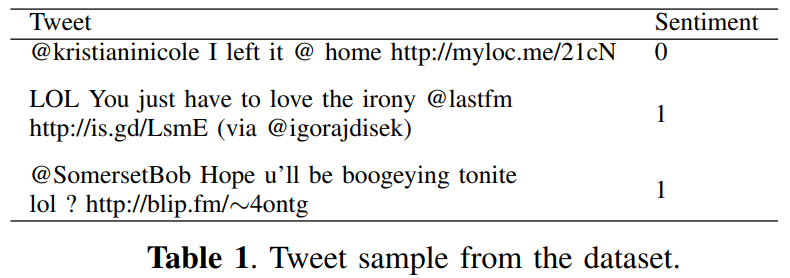 Tweet Sentiment
@kristianinicole I left it @ home http://myloc.me/21cN 0
LOL You just have to love the irony @lastfm
http://is.gd/LsmE (via @igorajdisek)
1
@SomersetBob Hope u'll be boogeying tonite
lol ? http://blip.fm/∼4ontg
1
Table 1. Tweet sample from the dataset.